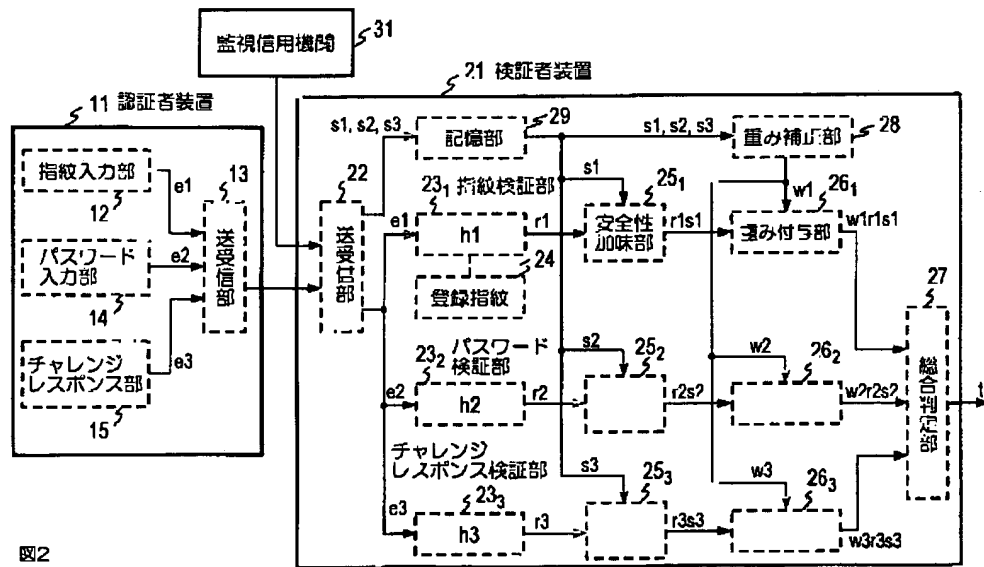 監視信用機関
31
21 検証者装置
11 認証者装置
s1, s2, s3
記憶部
29
s1, s2, s3
重み補正部
28
指紋入力部
12
e1
13
送受信部
22
送受信部
23₁
指紋検証部
e1
h1
r1
s1
25₁
安全性
加味部
r1s1
w1
26₁
重み付与部
w1r1s1
24
登録指紋
27
総合判断部
t
パスワード
入力部
14
e2
パスワード
検証部
23₂
e2
h2
r2
s2
25₂
r2s2
w2
26₂
w2r2s2
チャレンジ
レスポンス部
15
e3
チャレンジ
レスポンス検証部
23₃
e3
h3
r3
s3
25₃
r3s3
w3
26₃
w3r3s3
図2